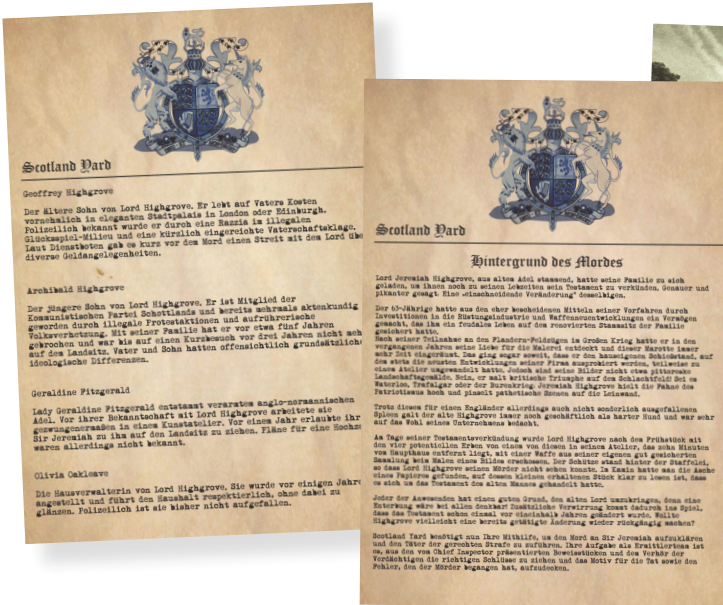 Scotland Yard
Geoffrey Highgrove
Der Ältere Sohn von Lord Highgrove. Er lebt auf Vaters Kosten
vornehmlich in eleganten Stadtpalais in London oder Edinburgh.
Polizeilich bekannt wurde er durch eine Razzia im illegalen
Glücksspiel-Milieu und eine kürzlich eingereichte Vaterschaftsklage.
Laut Dienstboten gab es kurz vor dem Mord einen Streit mit dem Lord übe
diverse Geldangelegenheiten.
Archibald Highgrove
Der jüngere Sohn von Lord Highgrove. Er ist Mitglied der
Kommunistischen Partei Schottlands und bereits mehrmals aktenkundig
geworden durch illegale Protestaktionen und aufrührerische
Volksverhetzung. Mit seiner Familie hat er vor etwa fünf Jahren
gebrochen und war bis auf einen Kurzbesuch vor drei Jahren nicht meh
auf dem Landsitz. Vater und Sohn hatten offensichtlich grundsätzliche
ideologische Differenzen.
Geraldine Fitzgerald
Lady Geraldine Fitzgerald entstammt verarmtem anglo-normannischen
Adel. Vor ihrer Bekanntschaft mit Lord Highgrove arbeitete sie
gezwungenermaßen in einem Kunstatelier. Vor einem Jahr erlaubte ihr
Sir Jeremiah zu ihm auf den Landsitz zu ziehen. Pläne für eine Hochze
waren allerdings nicht bekannt.
Olivia Oakleave
Die Hausverwalterin von Lord Highgrove. Sie wurde vor einigen Jahre
angestellt und führt den Haushalt respektierlich, ohne dabei zu
glänzen. Polizeilich ist sie bisher nicht aufgefallen.
Scotland Yard
Hintergrund des Mordes
Lord Jeremiah Highgrove, aus altem Adel stammend, hatte seine Familie zu sich
geladen, um ihnen noch zu seinen Lebzeiten sein Testament zu verkünden. Genauer und
pikanter gesagt. Eine „einschneidende Veränderung" desselbigen.
Der 63-Jährige hatte aus den eher bescheidenen Mitteln seiner Vorfahren durch
Investitionen in die Rüstungsindustrie und Waffenentwicklungen ein Vermögen
gemacht, das ihm ein feudales Leben auf dem renovierten Stammsitz der Familie
gesichert hatte.
Nach seiner Teilnahme an den Flandern-Feldzügen im Großen Krieg hatte er in den
vergangenen Jahren seine Liebe für die Malerei entdeckt und dieser Marotte immer
mehr Zeit eingeräumt. Das ging sogar soweit, dass er den hauseigenen Schießstand, auf
dem stets die neusten Entwicklungen seiner Firma ausprobiert werden, teilweise zu
einem Atelier umgewandelt hatte. Jedoch sind seine Bilder nicht etwa pittoreske
Landschaftsgemälde. Nein, er malt britische Triumphe auf dem Schlachtfeld! Sei es
Waterloo, Trafalgar oder der Burenkrieg: Jeremiah Highgrove hielt die Fahne des
Patriotismus hoch und pinselt pathetische Szenen auf die Leinwand.
Trotz diesem für einen Engländer allerdings auch nicht sonderlich ausgefallenen
Spleen galt der alte Highgrove immer noch geschäftlich als harter Hund und war sehr
auf das Wohl seines Unternehmens bedacht.
Am Tage seiner Testamentsverkündung wurde Lord Highgrove nach dem Frühstück mit
den vier potentiellen Erben von einem von diesen in seinem Atelier, das zehn Minuten
vom Haupthaus entfernt liegt, mit einer Waffe aus seiner eigenen gut gesicherten
Sammlung beim Malen eines Bildes erschossen. Der Schütze stand hinter der Staffelei,
so dass Lord Highgrove seinen Mörder nicht sehen konnte. Im Kamin hatte man die Asche
eines Papieres gefunden, auf dessen kleinem erhaltenen Stück klar zu lesen ist, dass
es sich um das Testament des alten Mannes gehandelt hatte.
Jeder der Anwesenden hat einen guten Grund, den alten Lord umzubringen, denn eine
Enterbung wäre bei allen denkbar! Zusätzliche Verwirrung kommt dadurch ins Spiel,
dass das Testament schon einmal vor eineinhalb Jahren geändert wurde. Wollte
Highgrove vielleicht eine bereits getätigte Änderung wieder rückgängig machen?
Scotland Yard benötigt nun Ihre Mithilfe, um den Mord an Sir Jeremiah aufzuklären
und den Täter der gerechten Strafe zu zuführen. Ihre Aufgabe als Ermittlerteam ist
es, aus den vom Chief Inspector präsentierten Beweisstücken und dem Verhör der
Verdächtigen die richtigen Schlüsse zu ziehen und das Motiv für die Tat sowie den
Fehler, den der Mörder begangen hat, aufzudecken.